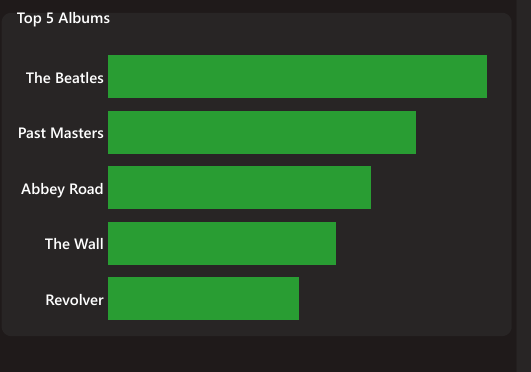 Top 5 Albums
The Beatles
Past Masters
Abbey Road
The Wall
Revolver